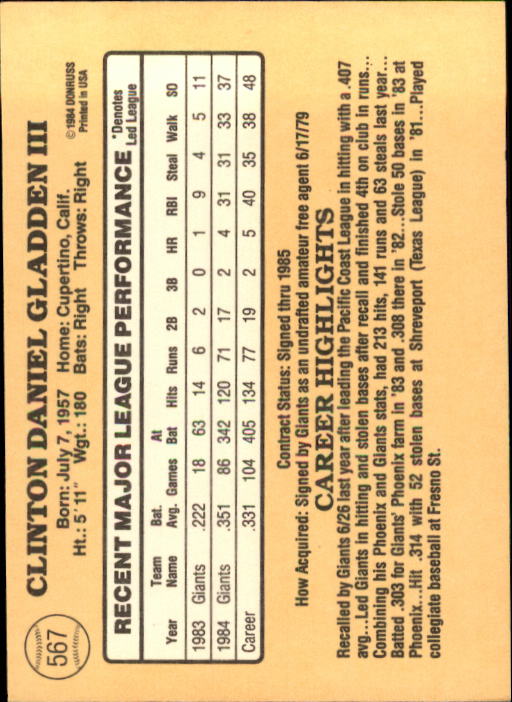 567
CLINTON DANIEL GLADDEN III
Born: July 7, 1957 Home: Cupertino, Calif.
Ht.: 5' 11" Wgt.: 180 Bats: Right Throws: Right
© 1984 DONRUSS
Printed in USA
RECENT MAJOR LEAGUE PERFORMANCE
*Denotes
Led League
Team Bat. At
Year Name Avg. Games Bat Hits Runs 2B 3B HR RBI Steal Walk SO
1983 Giants .222 18 63 14 6 2 0 1 9 4 5 11
1984 Giants .351 86 342 120 71 17 2 4 31 31 33 37
Career .331 104 405 134 77 19 2 5 40 35 38 48
Contract Status: Signed thru 1985
How Acquired: Signed by Giants as an undrafted amateur free agent 6/17/79
CAREER HIGHLIGHTS
Recalled by Giants 6/26 last year after leading the Pacific Coast League in hitting with a .407
avg...Led Giants in hitting and stolen bases after recall and finished 4th on club in runs...
Combining his Phoenix and Giants stats, had 213 hits, 141 runs and 63 steals last year...
Batted .303 for Giants' Phoenix farm in '83 and .308 there in '82...Stole 50 bases in '83 at
Phoenix...Hit .314 with 52 stolen bases at Shreveport (Texas League) in '81...Played
collegiate baseball at Fresno St.